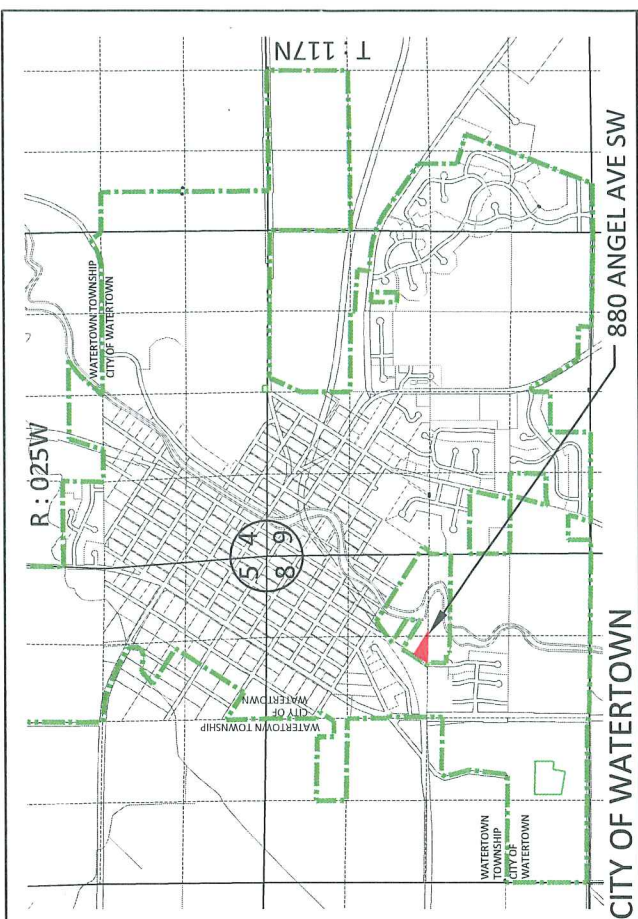 T : 117N
R : 025W
WATERTOWN TOWNSHIP
CITY OF WATERTOWN
5 4
8 9
WATERTOWN TOWNSHIP
CITY OF
WATERTOWN
WATERTOWN
TOWNSHIP
CITY OF
WATERTOWN
880 ANGEL AVE SW
CITY OF WATERTOWN